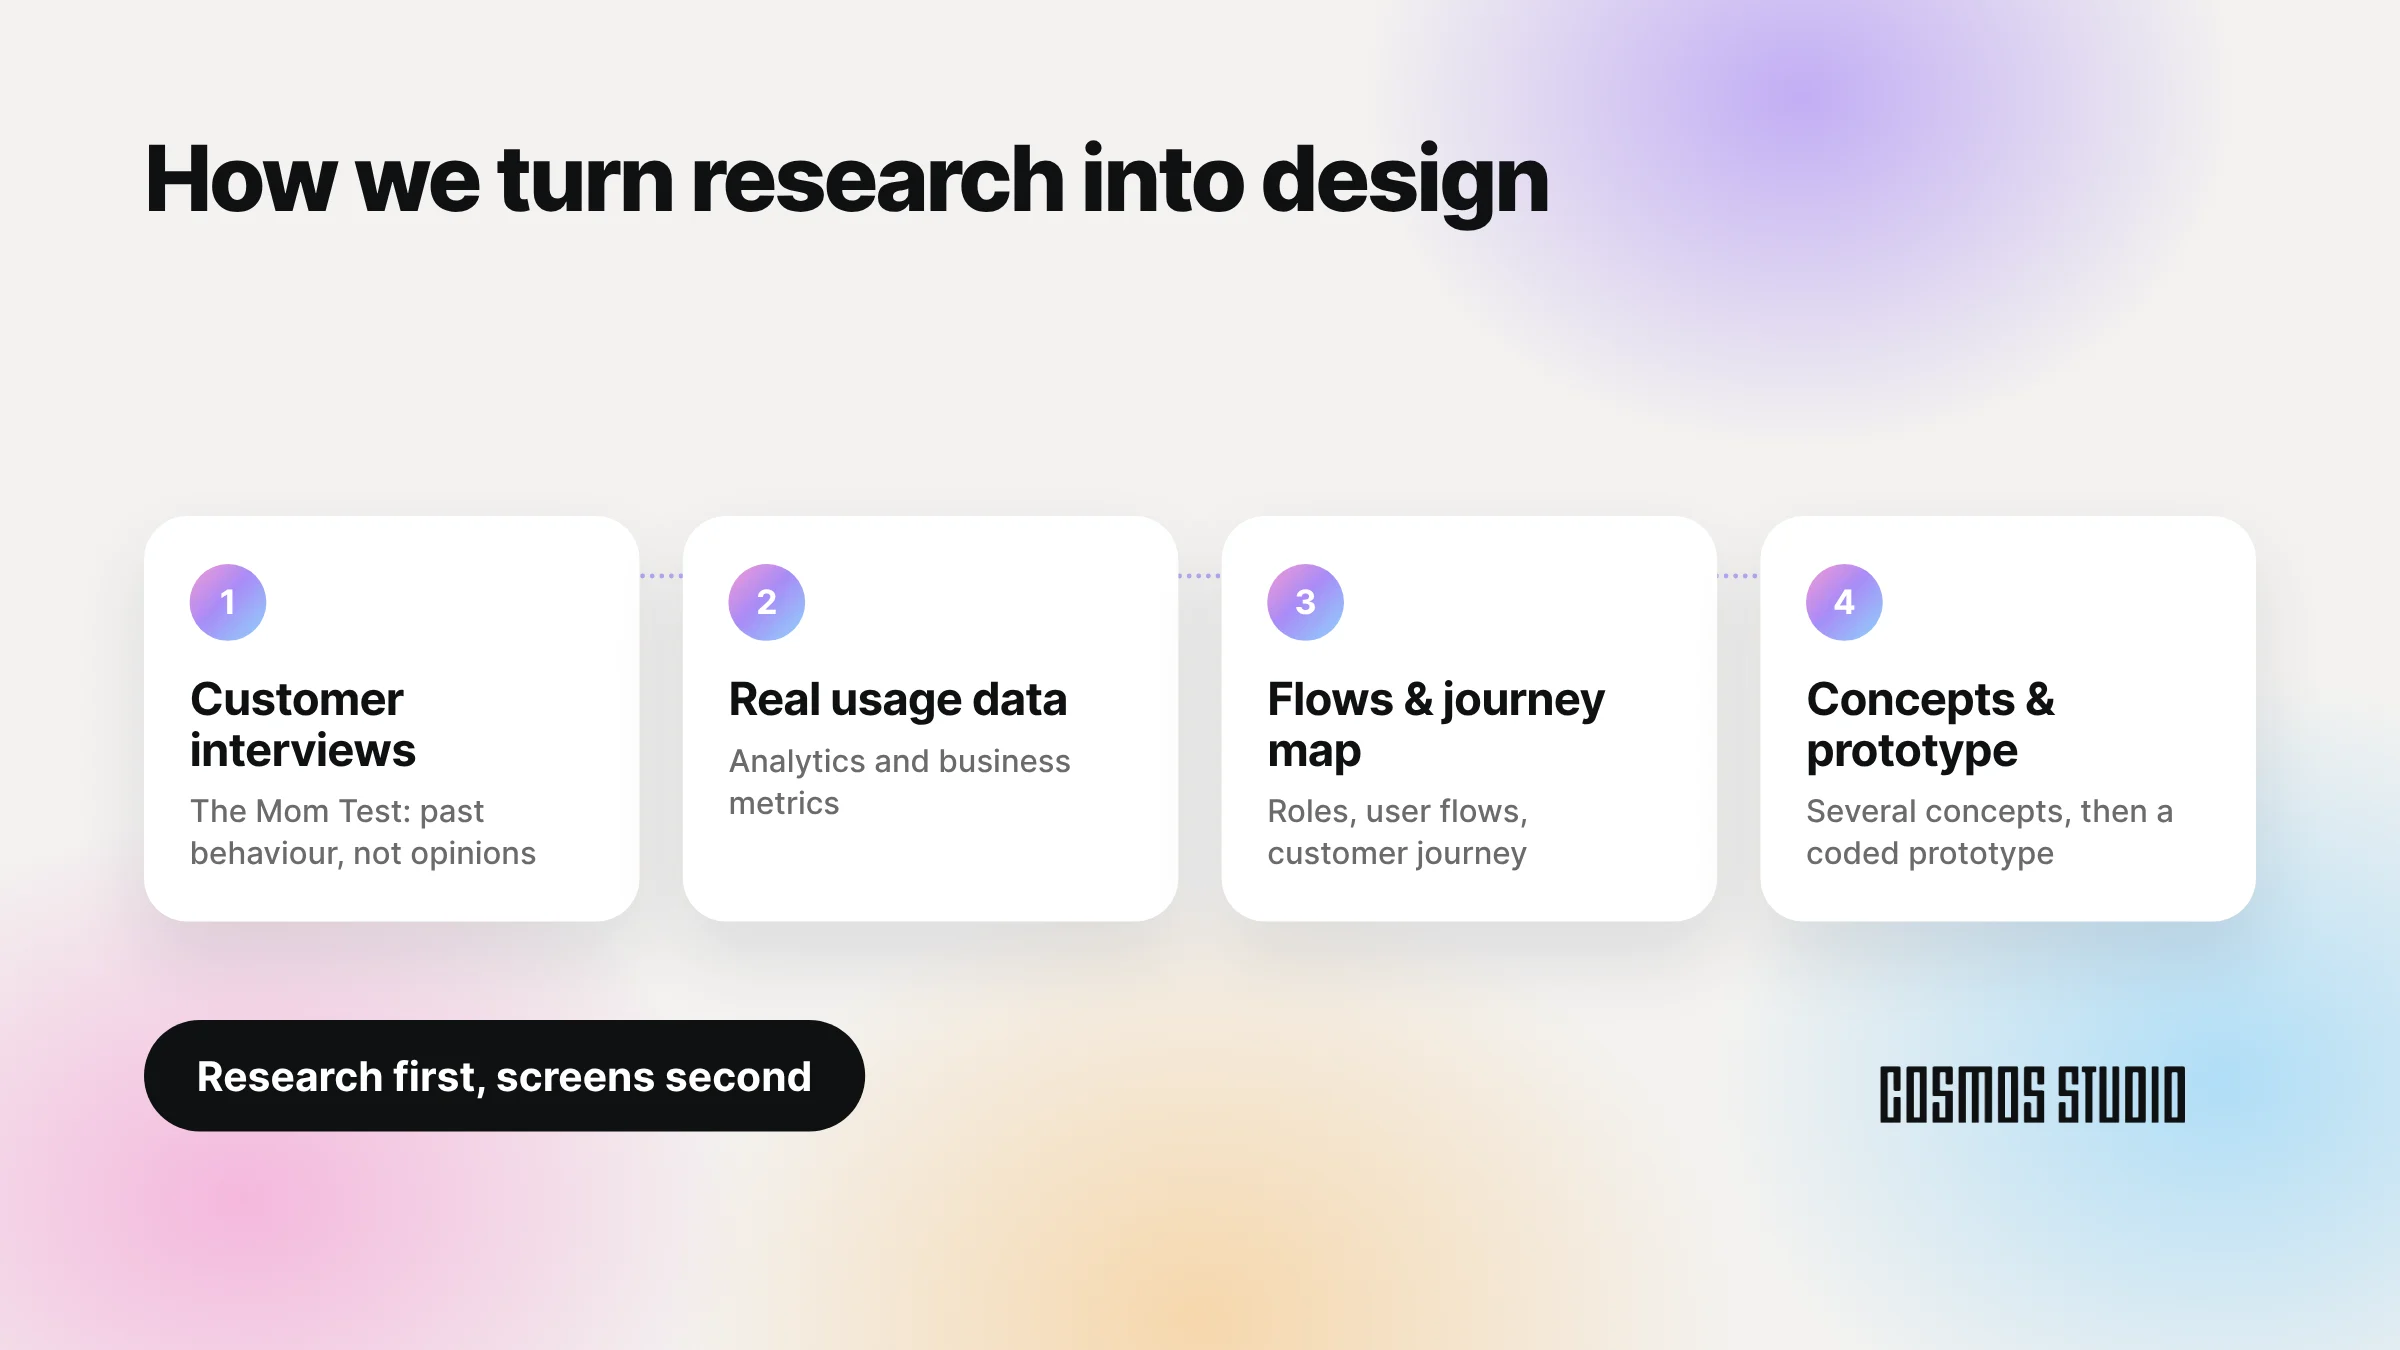 How we turn research into design
1
Customer
interviews
The Mom Test: past
behaviour, not opinions
2
Real usage data
Analytics and business
metrics
3
Flows & journey
map
Roles, user flows,
customer journey
4
Concepts &
prototype
Several concepts, then a
coded prototype
Research first, screens second
COSMOS STUDIO